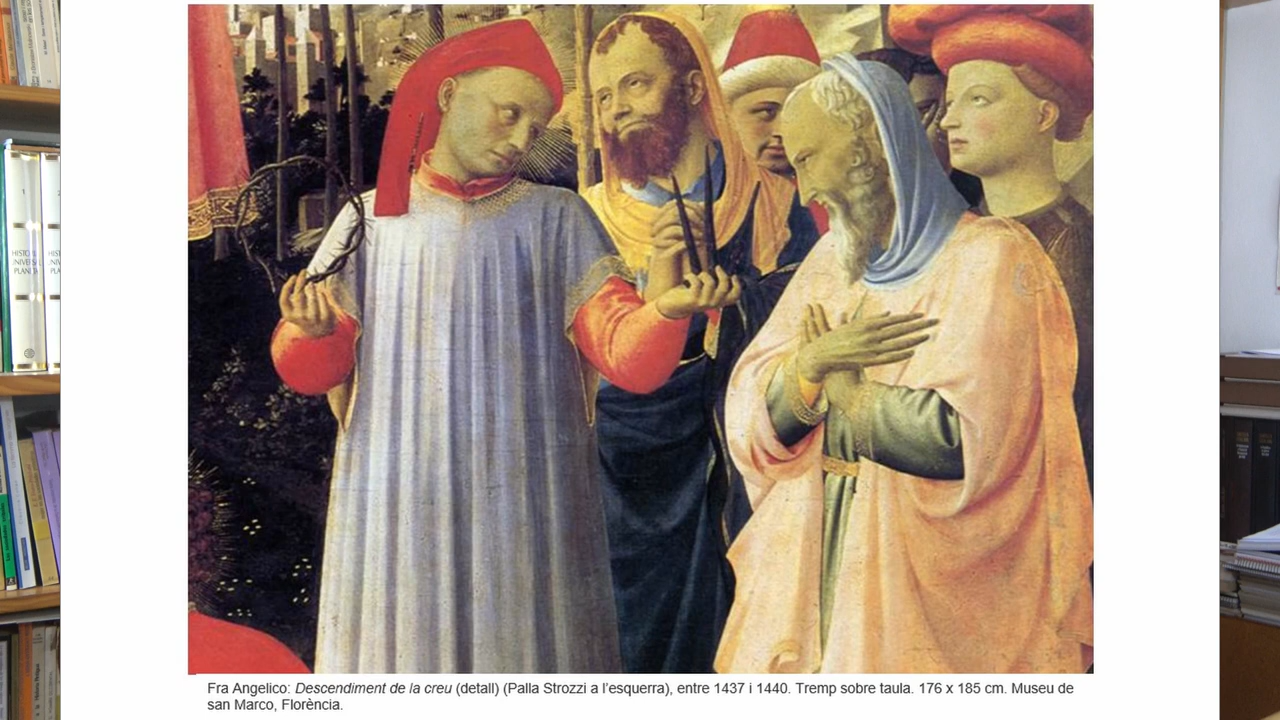 Fra Angelico: Descendiment de la creu (detall) (Palla Strozzi a l’esquerra), entre 1437 i 1440. Tremp sobre taula. 176 x 185 cm. Museu de
san Marco, Florència.
1